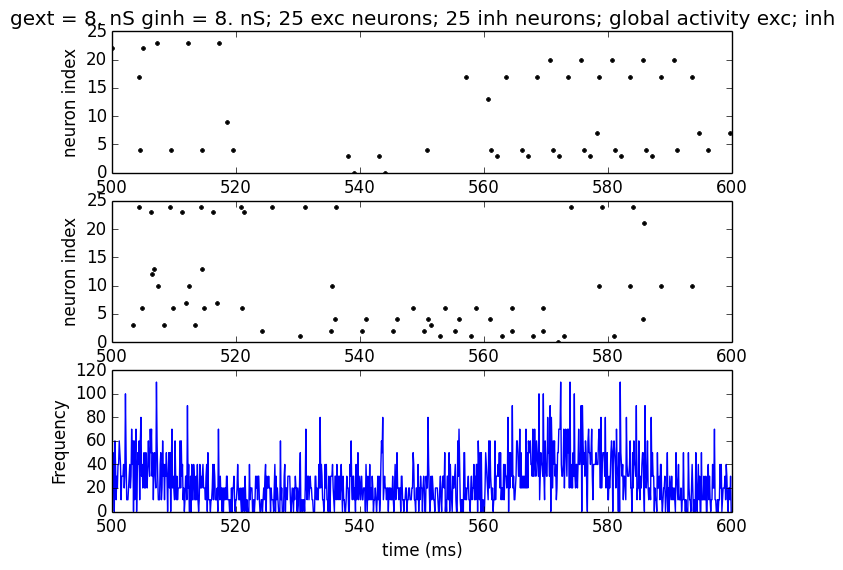 gext = 8. nS ginh = 8. nS; 25 exc neurons; 25 inh neurons; global activity exc; inh
25
20
15
10
5
0
neuron index
500 520 540 560 580 600
25
20
15
10
5
0
neuron index
500 520 540 560 580 600
120
100
80
60
40
20
0
Frequency
500 520 540 560 580 600
time (ms)